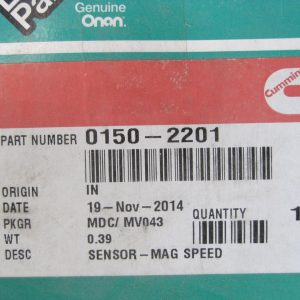 Genuine
Onan
PART NUMBER 0150-2201
ORIGIN IN
DATE 19-Nov-2014
PKGR MDC/ MV043
QUANTITY 1
WT 0.39
DESC SENSOR-MAG SPEED